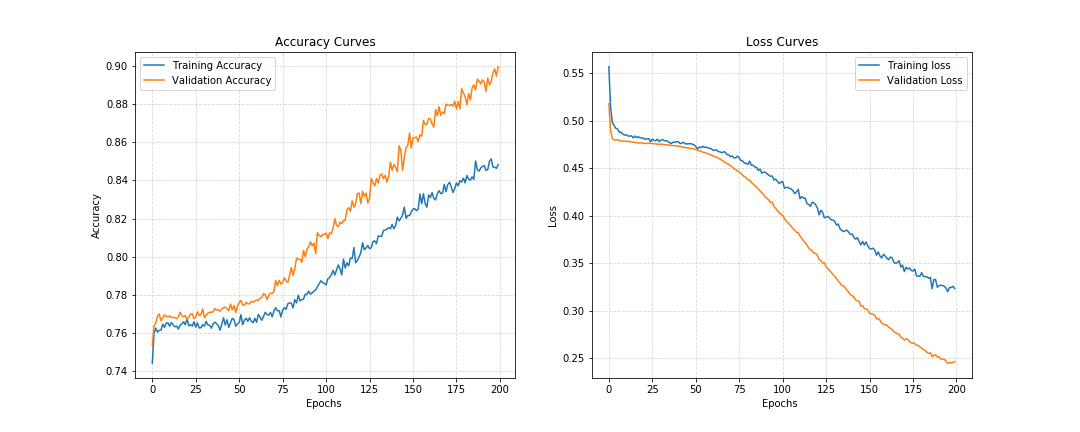 Accuracy Curves
Training Accuracy
Validation Accuracy
0.90
0.88
0.86
0.84
0.82
0.80
0.78
0.76
0.74
Accuracy
0 25 50 75 100 125 150 175 200
Epochs
Loss Curves
Training loss
Validation Loss
0.55
0.50
0.45
0.40
0.35
0.30
0.25
Loss
0 25 50 75 100 125 150 175 200
Epochs